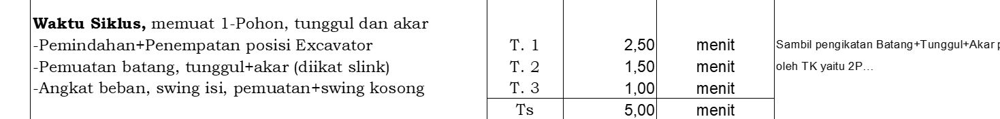 Waktu Siklus, memuat 1-Pohon, tunggul dan akar
-Pemindahan+Penempatan posisi Excavator T. 1 2,50 menit Sambil pengikatan Batang+Tunggul+Akar
-Pemuatan batang, tunggul+akar (diikat slink) T. 2 1,50 menit oleh TK yaitu 2P...
-Angkat beban, swing isi, pemuatan+swing kosong T. 3 1,00 menit
Ts 5,00 menit